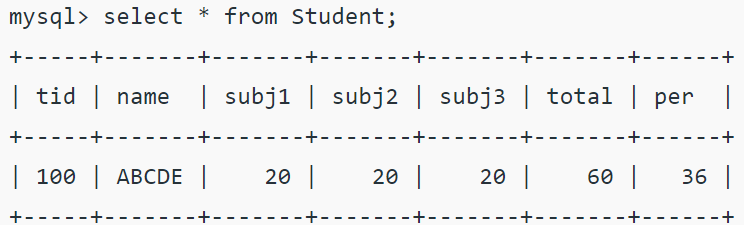 mysql> select * from Student;
+-----+-------+-------+-------+-------+-------+------+
| tid | name  | subj1 | subj2 | subj3 | total | per  |
+-----+-------+-------+-------+-------+-------+------+
| 100 | ABCDE |    20 |    20 |    20 |    60 |   36 |
+-----+-------+-------+-------+-------+-------+------+